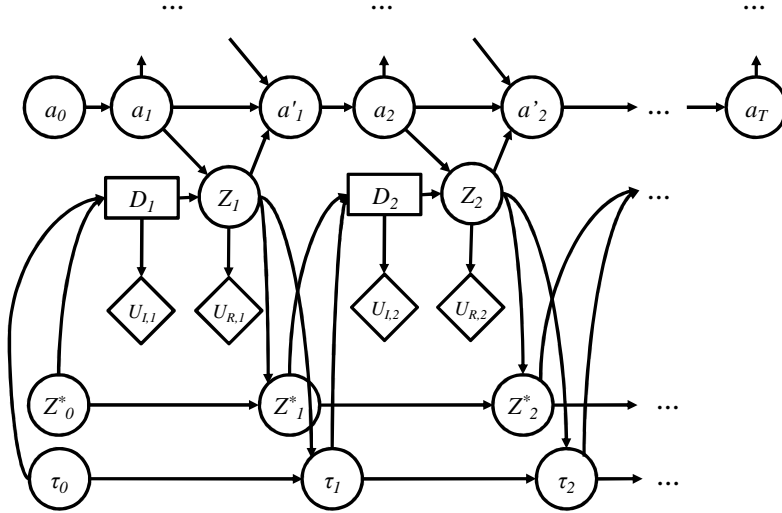 ... ... ...
a0 a1 a'1 a2 a'2 ... aT
D1 Z1 D2 Z2 ...
UI,1 UR,1 UI,2 UR,2
Z*0 Z*1 Z*2 ...
τ0 τ1 τ2 ...